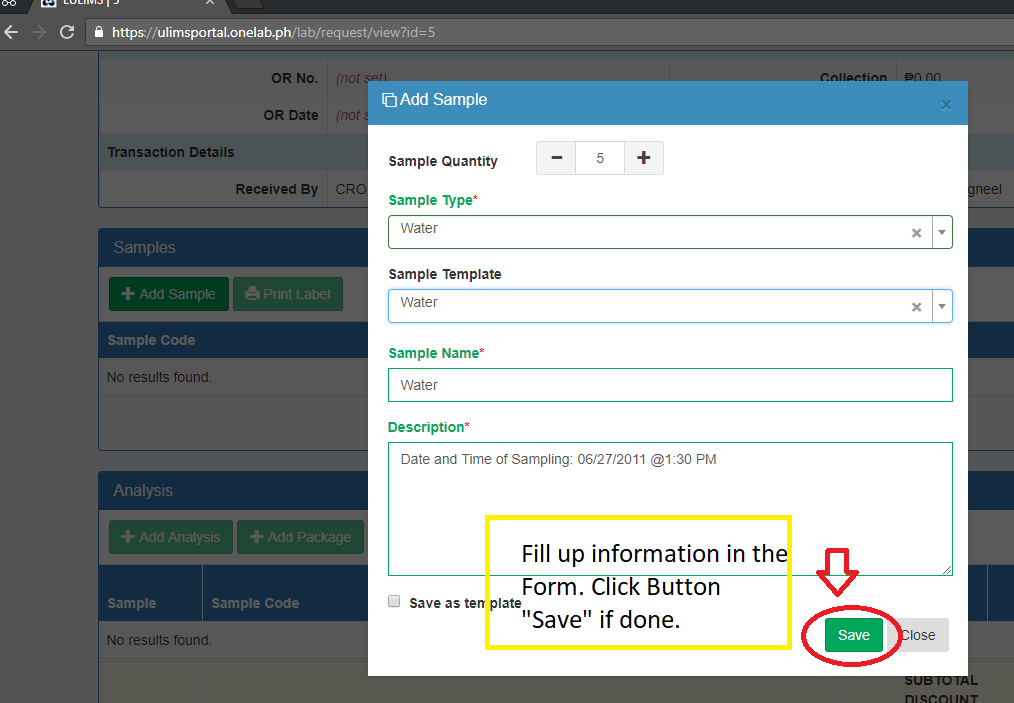 EULIMS | 5
https://ulimsportal.onelab.ph/lab/request/view?id=5
OR No. (not set) Collection ₱0.00
OR Date (not s
Transaction Details
Received By CRO gneel
Samples
Add Sample Print Label
Sample Code
No results found.
Analysis
Add Analysis Add Package
Sample Sample Code
No results found.
SUBTOTAL
DISCOUNT
Add Sample ×
Sample Quantity − 5 +
Sample Type*
Water
Sample Template
Water
Sample Name*
Water
Description*
Date and Time of Sampling: 06/27/2011 @1:30 PM
Save as template
Fill up information in the
Form. Click Button
"Save" if done.
Save Close